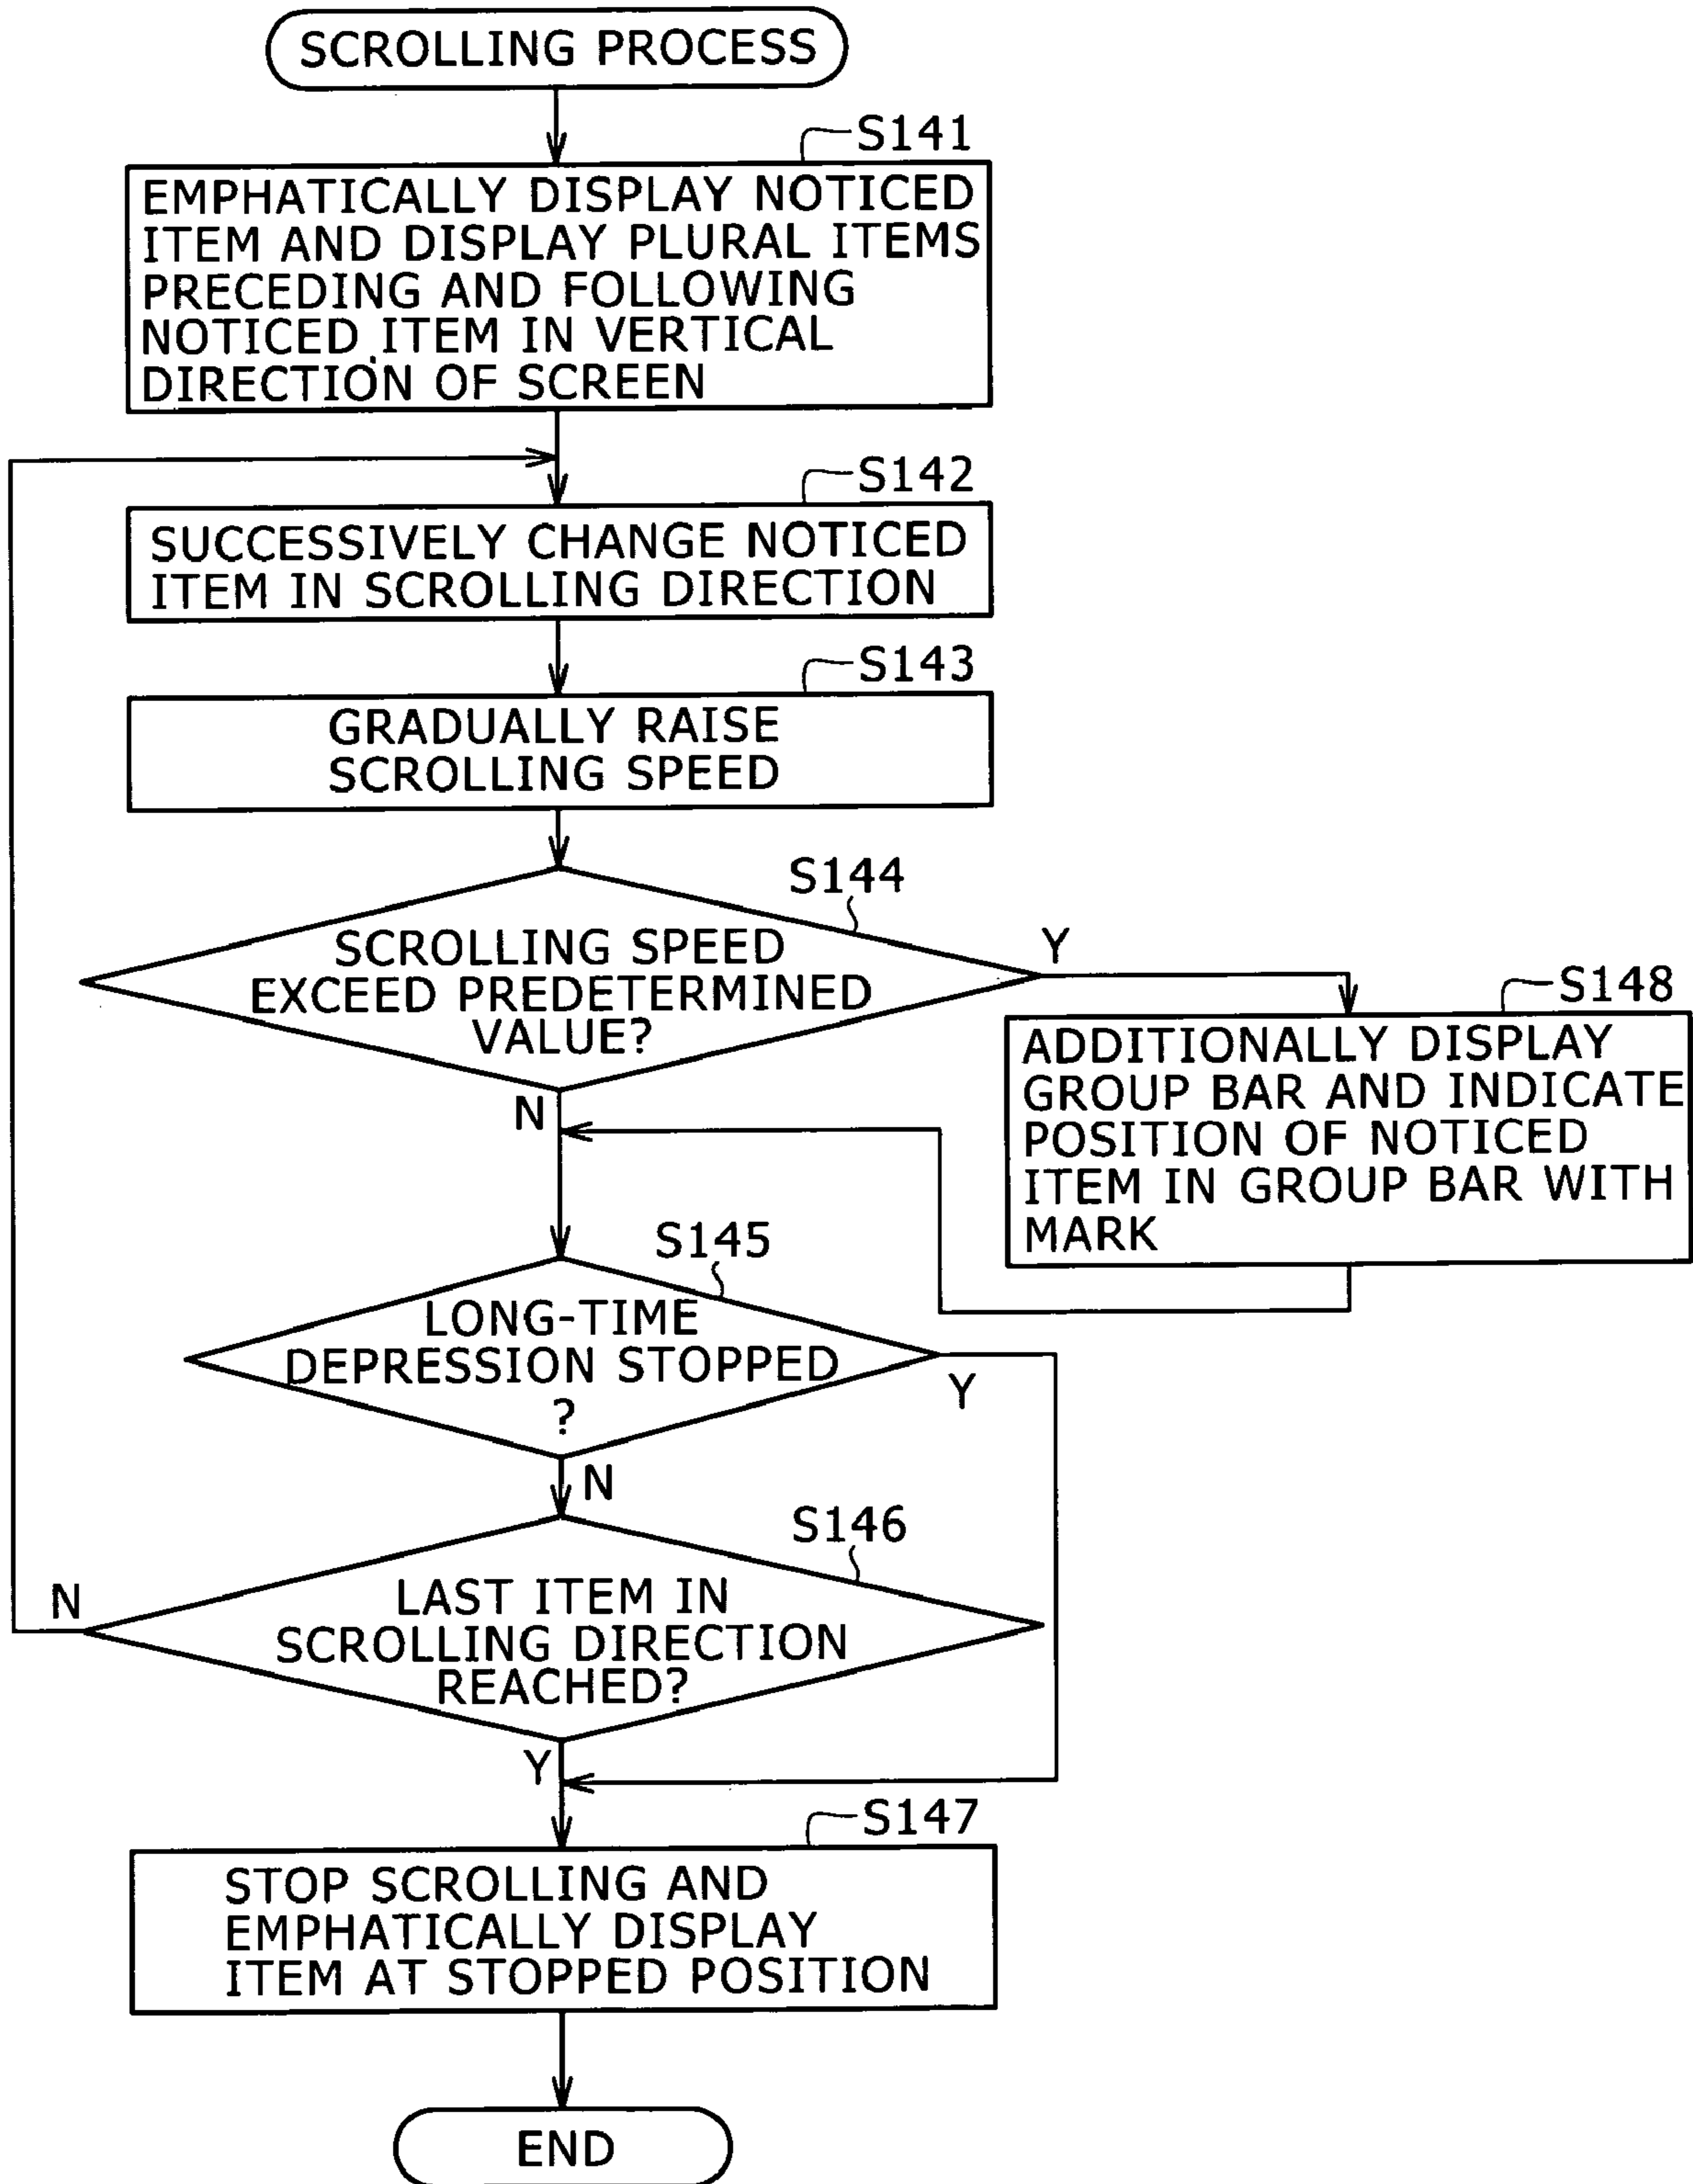 SCROLLING PROCESS
S141
EMPHATICALLY DISPLAY NOTICED
ITEM AND DISPLAY PLURAL ITEMS
PRECEDING AND FOLLOWING
NOTICED ITEM IN VERTICAL
DIRECTION OF SCREEN
S142
SUCCESSIVELY CHANGE NOTICED
ITEM IN SCROLLING DIRECTION
S143
GRADUALLY RAISE
SCROLLING SPEED
S144
SCROLLING SPEED
EXCEED PREDETERMINED
VALUE?
Y
N
S148
ADDITIONALLY DISPLAY
GROUP BAR AND INDICATE
POSITION OF NOTICED
ITEM IN GROUP BAR WITH
MARK
S145
LONG-TIME
DEPRESSION STOPPED
?
Y
N
S146
LAST ITEM IN
SCROLLING DIRECTION
REACHED?
N
Y
S147
STOP SCROLLING AND
EMPHATICALLY DISPLAY
ITEM AT STOPPED POSITION
END